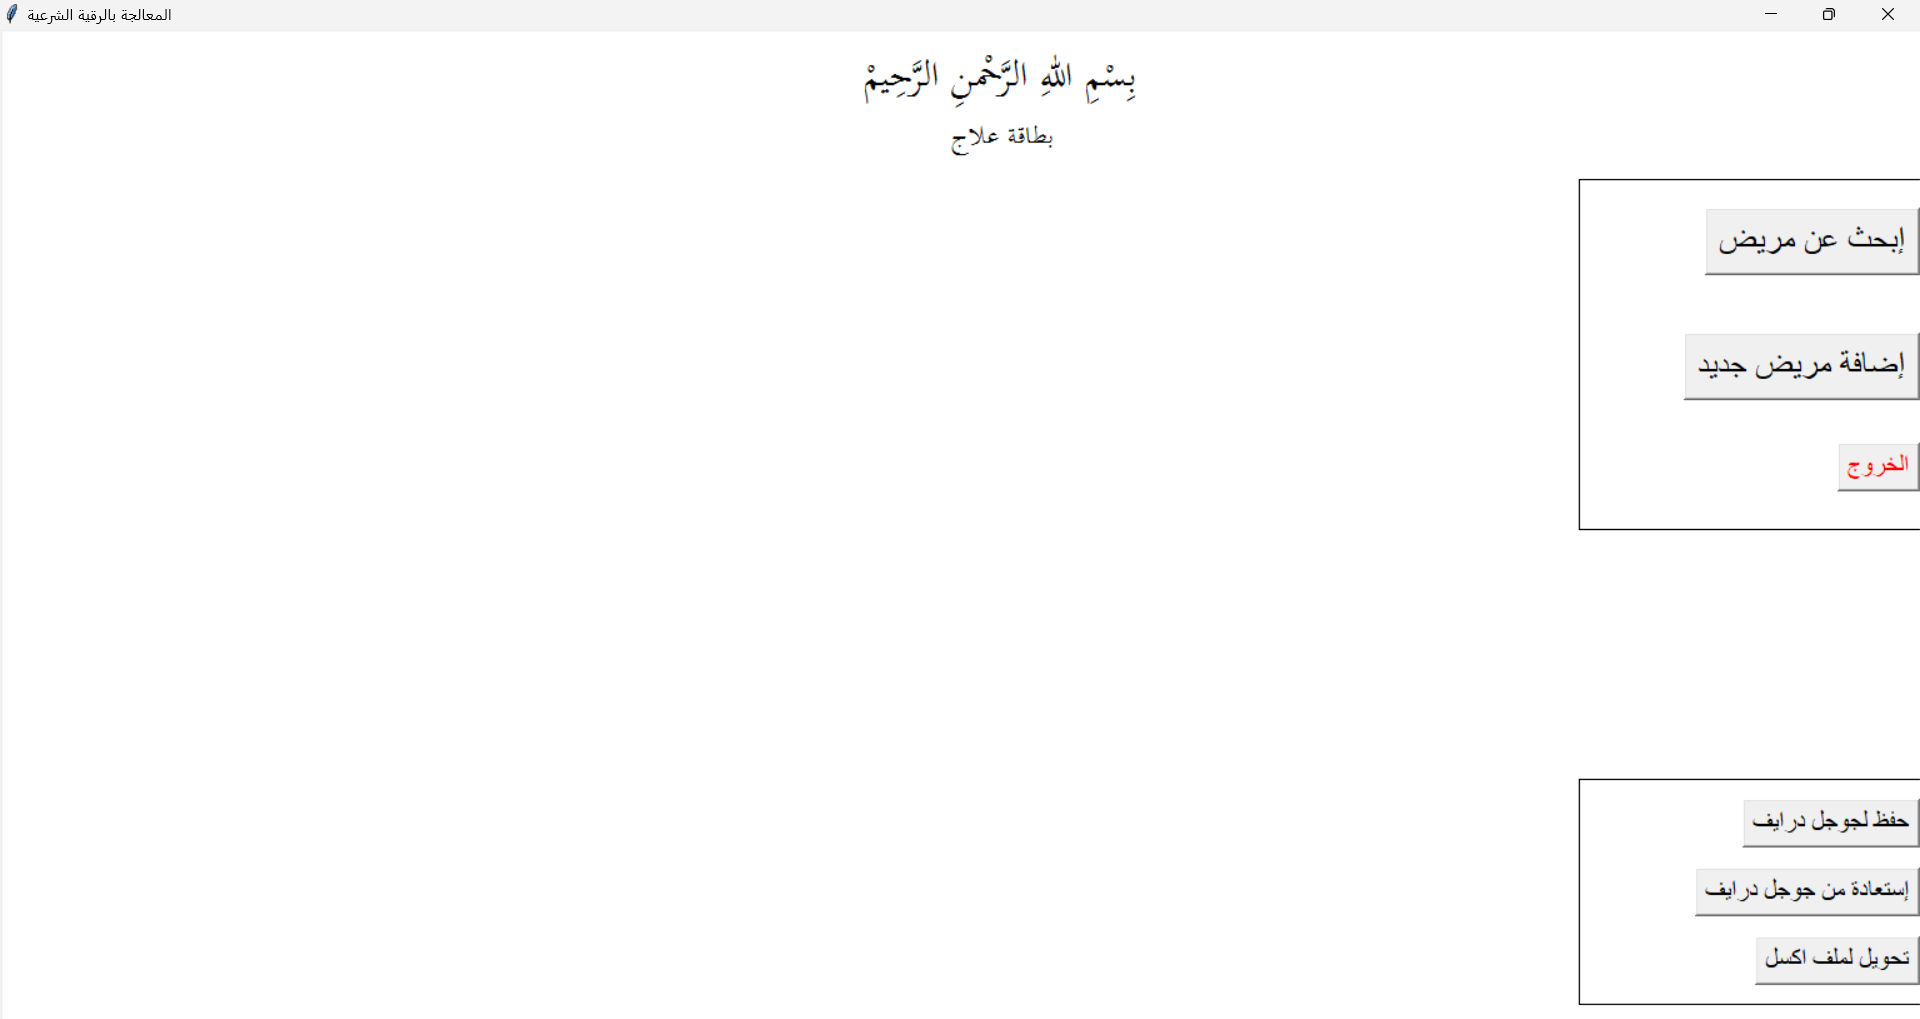 المعالجة بالرقية الشرعية
بِسْمِ اللهِ الرَّحْمنِ الرَّحِيمْ
بطاقة علاج
إبحث عن مريض
إضافة مريض جديد
الخروج
حفظ لجوجل درايف
إستعادة من جوجل درايف
تحويل لملف اكسل